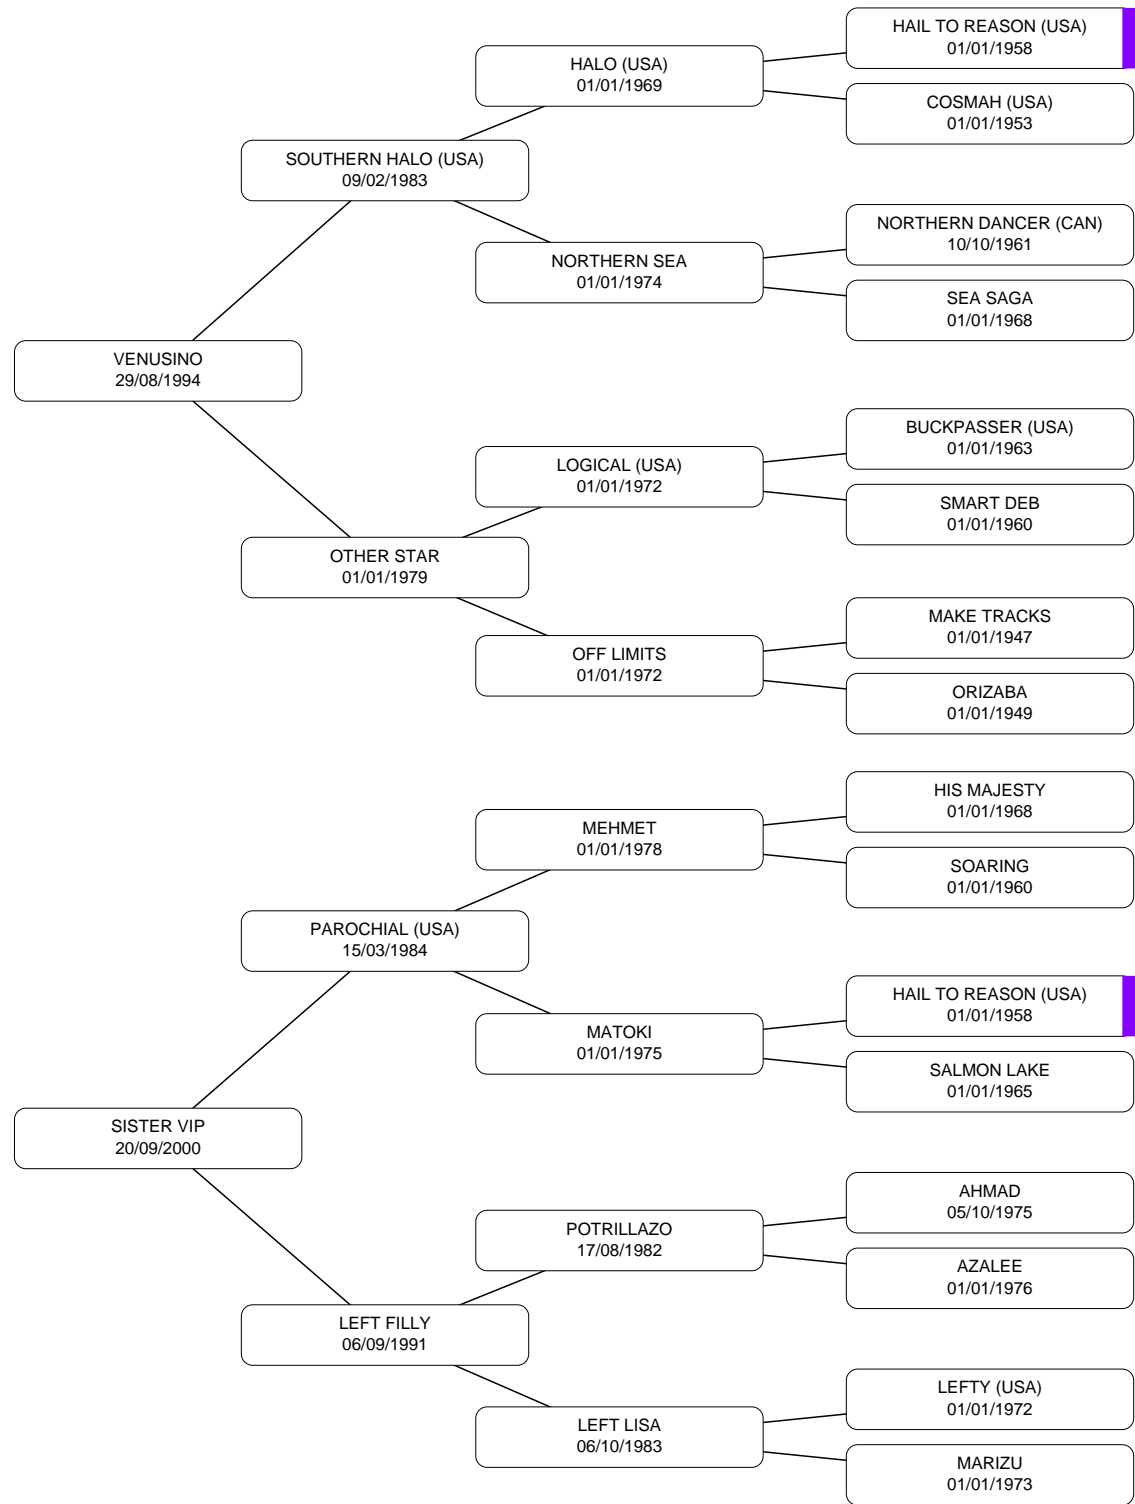 HAIL TO REASON (USA)
01/01/1958
HALO (USA)
01/01/1969
COSMAH (USA)
01/01/1953
SOUTHERN HALO (USA)
09/02/1983
NORTHERN DANCER (CAN)
10/10/1961
NORTHERN SEA
01/01/1974
SEA SAGA
01/01/1968
VENUSINO
29/08/1994
BUCKPASSER (USA)
01/01/1963
LOGICAL (USA)
01/01/1972
SMART DEB
01/01/1960
OTHER STAR
01/01/1979
MAKE TRACKS
01/01/1947
OFF LIMITS
01/01/1972
ORIZABA
01/01/1949
HIS MAJESTY
01/01/1968
MEHMET
01/01/1978
SOARING
01/01/1960
PAROCHIAL (USA)
15/03/1984
HAIL TO REASON (USA)
01/01/1958
MATOKI
01/01/1975
SALMON LAKE
01/01/1965
SISTER VIP
20/09/2000
AHMAD
05/10/1975
POTRILLAZO
17/08/1982
AZALEE
01/01/1976
LEFT FILLY
06/09/1991
LEFTY (USA)
01/01/1972
LEFT LISA
06/10/1983
MARIZU
01/01/1973